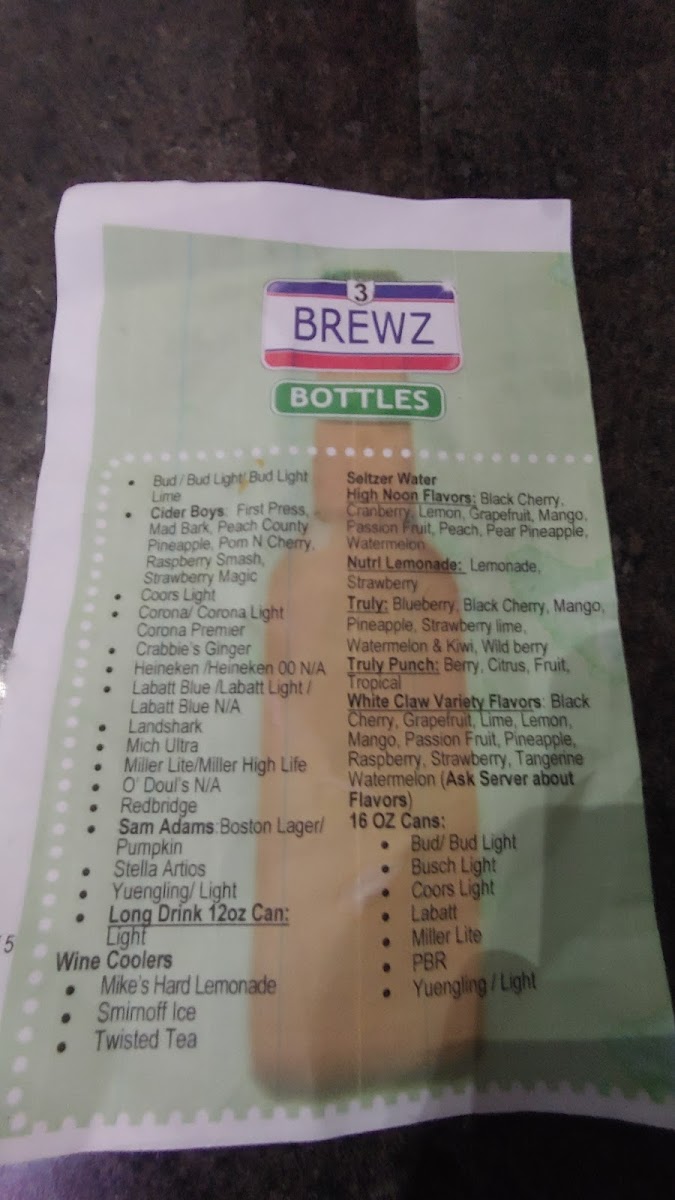 3
BREWZ
BOTTLES
• Bud / Bud Light/ Bud Light
Lime
• Cider Boys: First Press,
Mad Bark, Peach County
Pineapple, Pom N Cherry,
Raspberry Smash,
Strawberry Magic
• Coors Light
• Corona/ Corona Light
Corona Premier
• Crabbie's Ginger
• Heineken /Heineken 00 N/A
• Labatt Blue /Labatt Light /
Labatt Blue N/A
• Landshark
• Mich Ultra
• Miller Lite/Miller High Life
• O' Doul's N/A
• Redbridge
• Sam Adams:Boston Lager/
Pumpkin
• Stella Artios
• Yuengling/ Light
• Long Drink 12oz Can:
Light
Wine Coolers
• Mike's Hard Lemonade
• Smirnoff Ice
• Twisted Tea
Seltzer Water
High Noon Flavors: Black Cherry,
Cranberry, Lemon, Grapefruit, Mango,
Passion Fruit, Peach, Pear Pineapple,
Watermelon
Nutrl Lemonade: Lemonade,
Strawberry
Truly: Blueberry, Black Cherry, Mango,
Pineapple, Strawberry lime,
Watermelon & Kiwi, Wild berry
Truly Punch: Berry, Citrus, Fruit,
Tropical
White Claw Variety Flavors: Black
Cherry, Grapefruit, Lime, Lemon,
Mango, Passion Fruit, Pineapple,
Raspberry, Strawberry, Tangerine
Watermelon (Ask Server about
Flavors)
16 OZ Cans:
• Bud/ Bud Light
• Busch Light
• Coors Light
• Labatt
• Miller Lite
• PBR
• Yuengling / Light
5